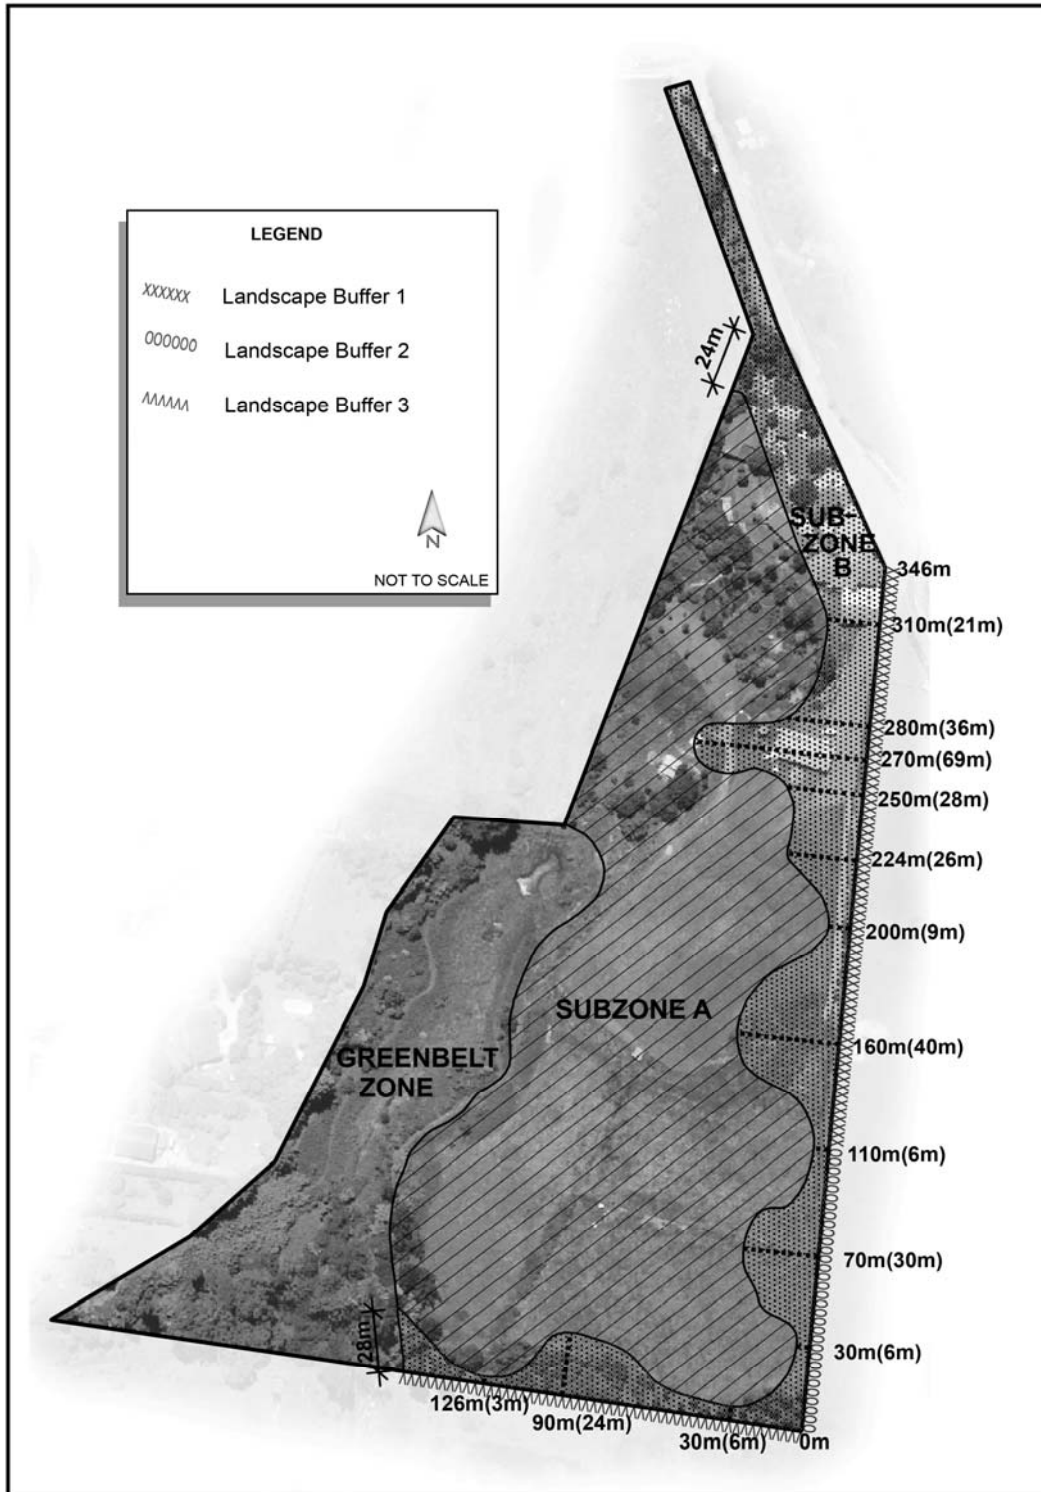 LEGEND
XXXXXX Landscape Buffer 1
OOOOOO Landscape Buffer 2
Landscape Buffer 3
N
NOT TO SCALE
24m
SUB-
ZONE
B
346m
310m(21m)
280m(36m)
270m(69m)
250m(28m)
224m(26m)
200m(9m)
SUBZONE A
160m(40m)
GREENBELT
ZONE
110m(6m)
70m(30m)
28m
30m(6m)
126m(3m)
90m(24m)
30m(6m)
0m